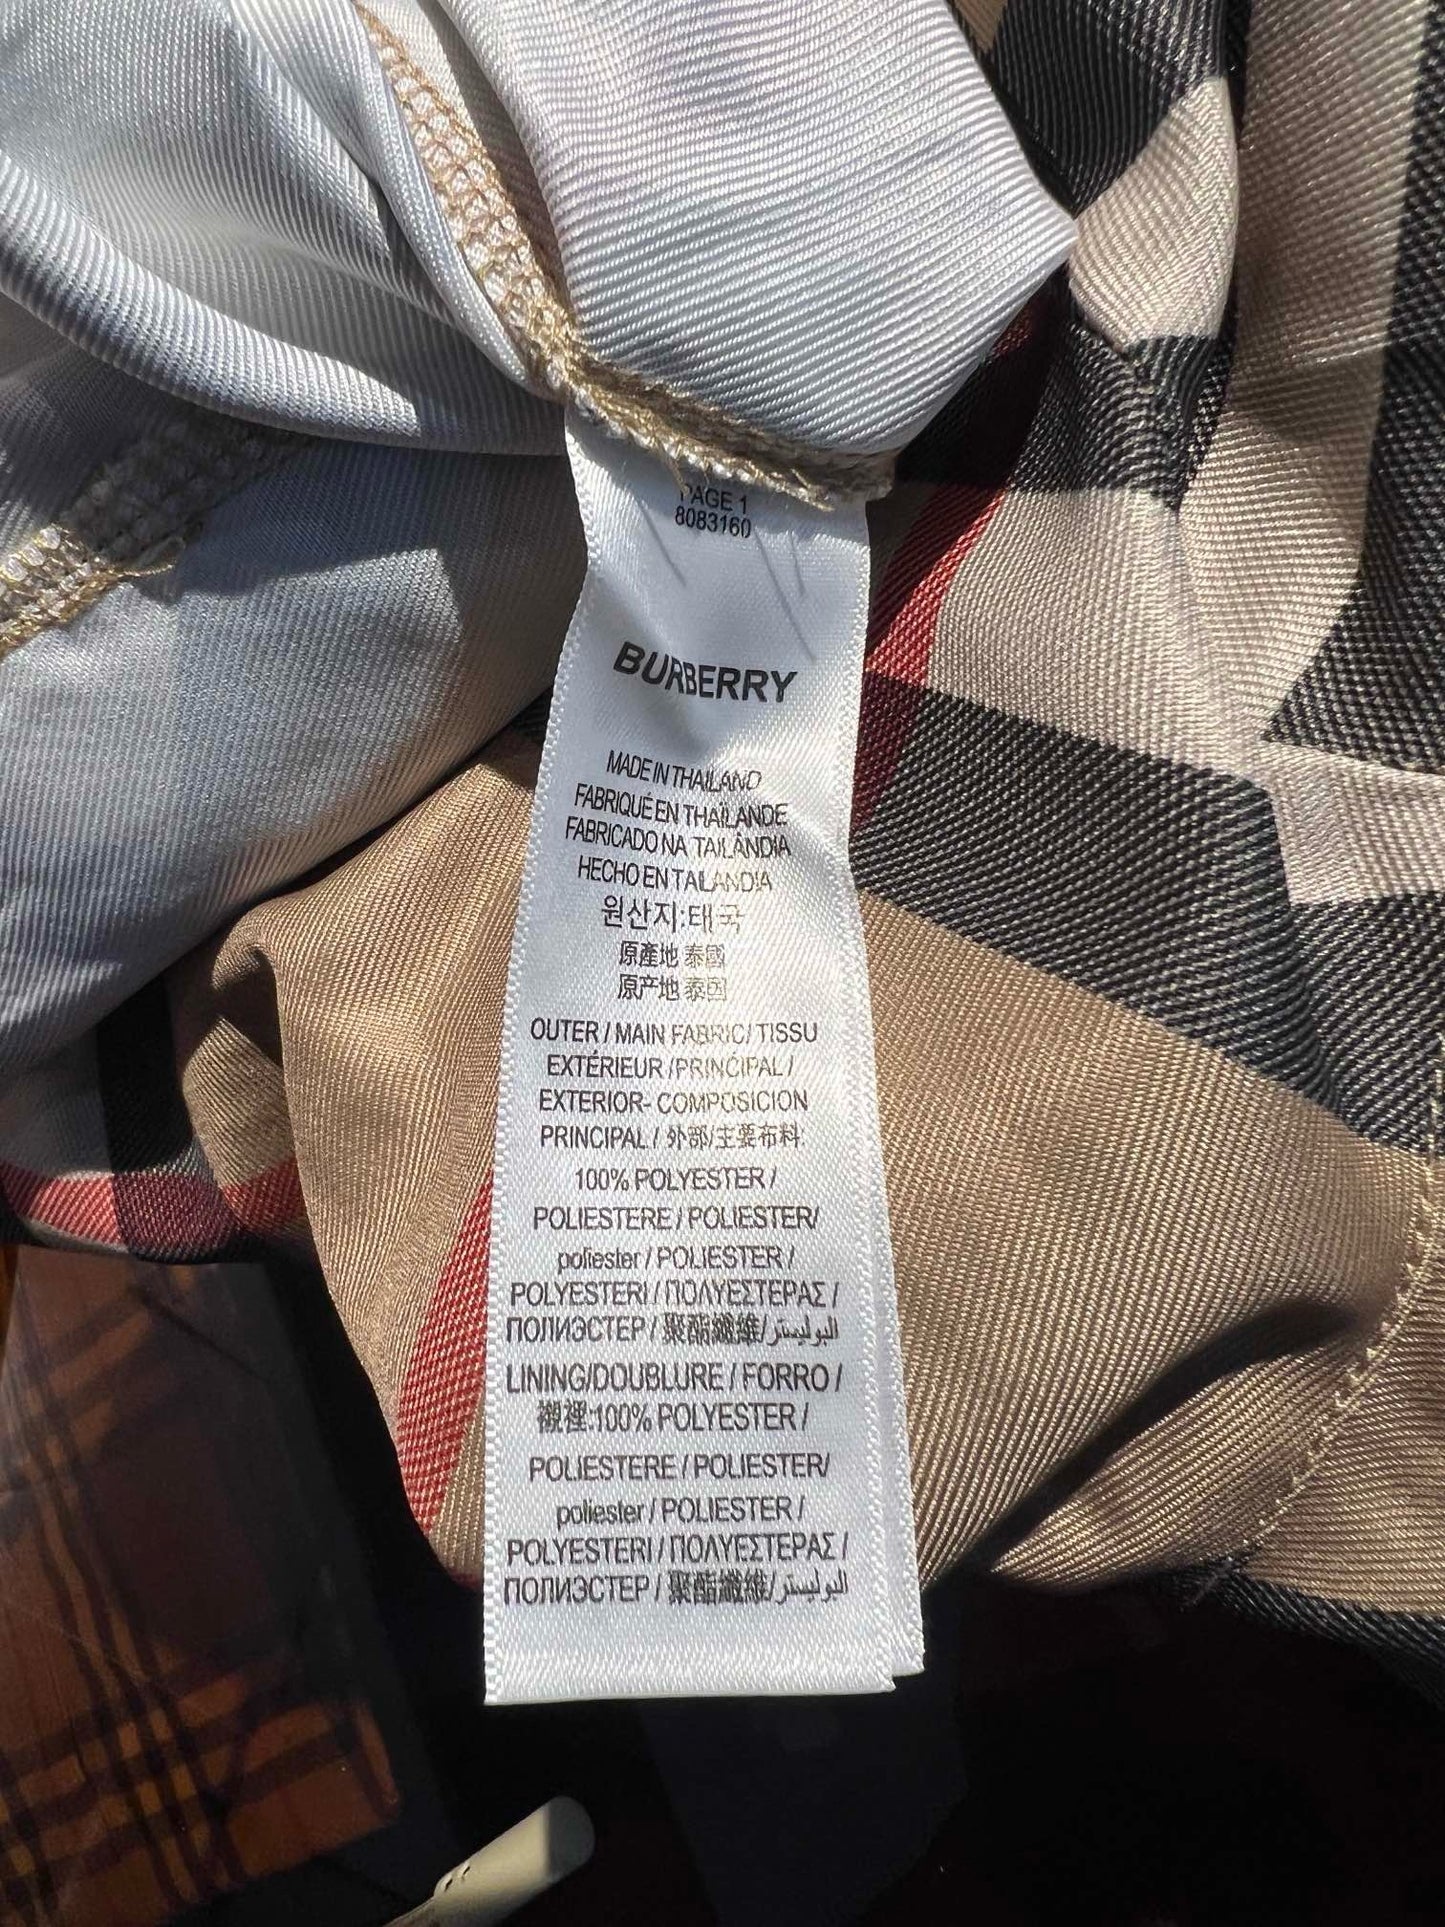 PAGE 1
8083160
BURBERRY
MADE IN THAILAND
FABRIQUÉ EN THAÏLANDE
FABRICADO NA TAILÂNDIA
HECHO EN TAILANDIA
원산지:태국
原產地 泰國
原产地 泰国
OUTER / MAIN FABRIC/ TISSU
EXTÉRIEUR /PRINCIPAL /
EXTERIOR- COMPOSICION
PRINCIPAL / 外部/主要布料:
100% POLYESTER /
POLIESTERE / POLIESTER/
poliester / POLIESTER /
POLYESTERI / ΠΟΛΥΕΣΤΕΡΑΣ /
ПОЛИЭСТЕР / 聚酯纖維/البوليستر
LINING/DOUBLURE / FORRO /
襯裡:100% POLYESTER /
POLIESTERE / POLIESTER/
poliester / POLIESTER /
POLYESTERI / ΠΟΛΥΕΣΤΕΡΑΣ /
ПОЛИЭСТЕР / 聚酯纖維/البوليستر